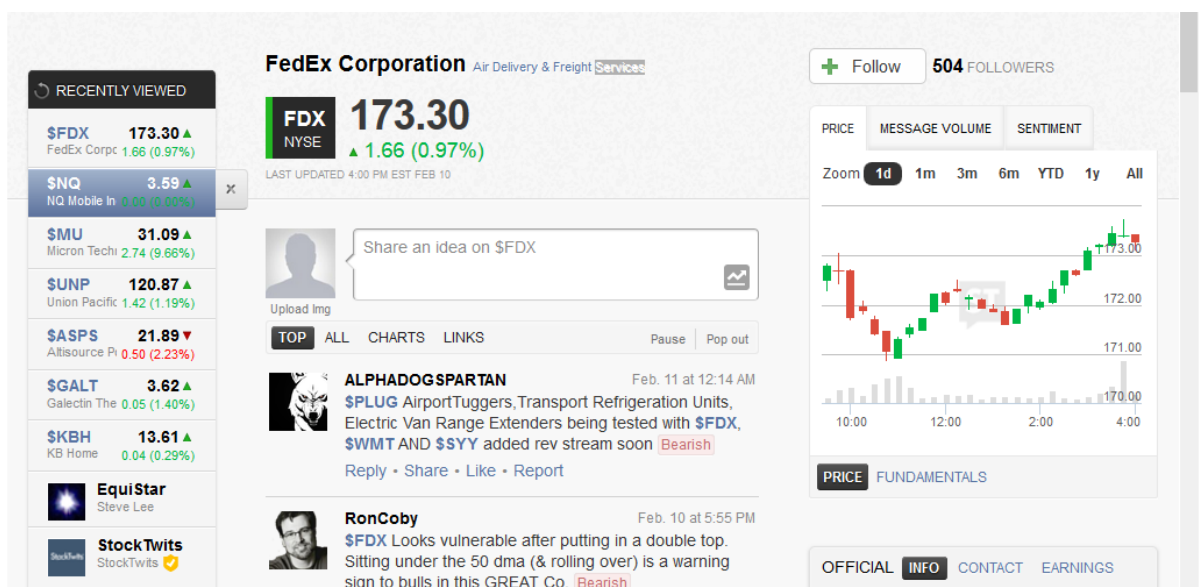 RECENTLY VIEWED
$FDX 173.30
FedEx Corpc 1.66 (0.97%)
$NQ 3.59
NQ Mobile In 0.00 (0.00%)
$MU 31.09
Micron Tech 2.74 (9.66%)
$UNP 120.87
Union Pacific 1.42 (1.19%)
$ASPS 21.89
Altisource P 0.50 (2.23%)
$GALT 3.62
Galectin The 0.05 (1.40%)
$KBH 13.61
KB Home 0.04 (0.29%)
EquiStar
Steve Lee
StockTwits
StockTwits
StockTwits
FedEx Corporation Air Delivery & Freight Services
FDX
NYSE
173.30
1.66 (0.97%)
LAST UPDATED 4:00 PM EST FEB 10
Share an idea on $FDX
Upload Img
TOP ALL CHARTS LINKS Pause Pop out
ALPHADOGSPARTAN Feb. 11 at 12:14 AM
$PLUG AirportTuggers,Transport Refrigeration Units,
Electric Van Range Extenders being tested with $FDX,
$WMT AND $SYY added rev stream soon Bearish
Reply • Share • Like • Report
RonCoby Feb. 10 at 5:55 PM
$FDX Looks vulnerable after putting in a double top.
Sitting under the 50 dma (& rolling over) is a warning
sign to bulls in this GREAT Co. Bearish
Follow 504 FOLLOWERS
PRICE MESSAGE VOLUME SENTIMENT
Zoom 1d 1m 3m 6m YTD 1y All
173.00
172.00
ST
171.00
170.00
10:00 12:00 2:00 4:00
PRICE FUNDAMENTALS
OFFICIAL INFO CONTACT EARNINGS